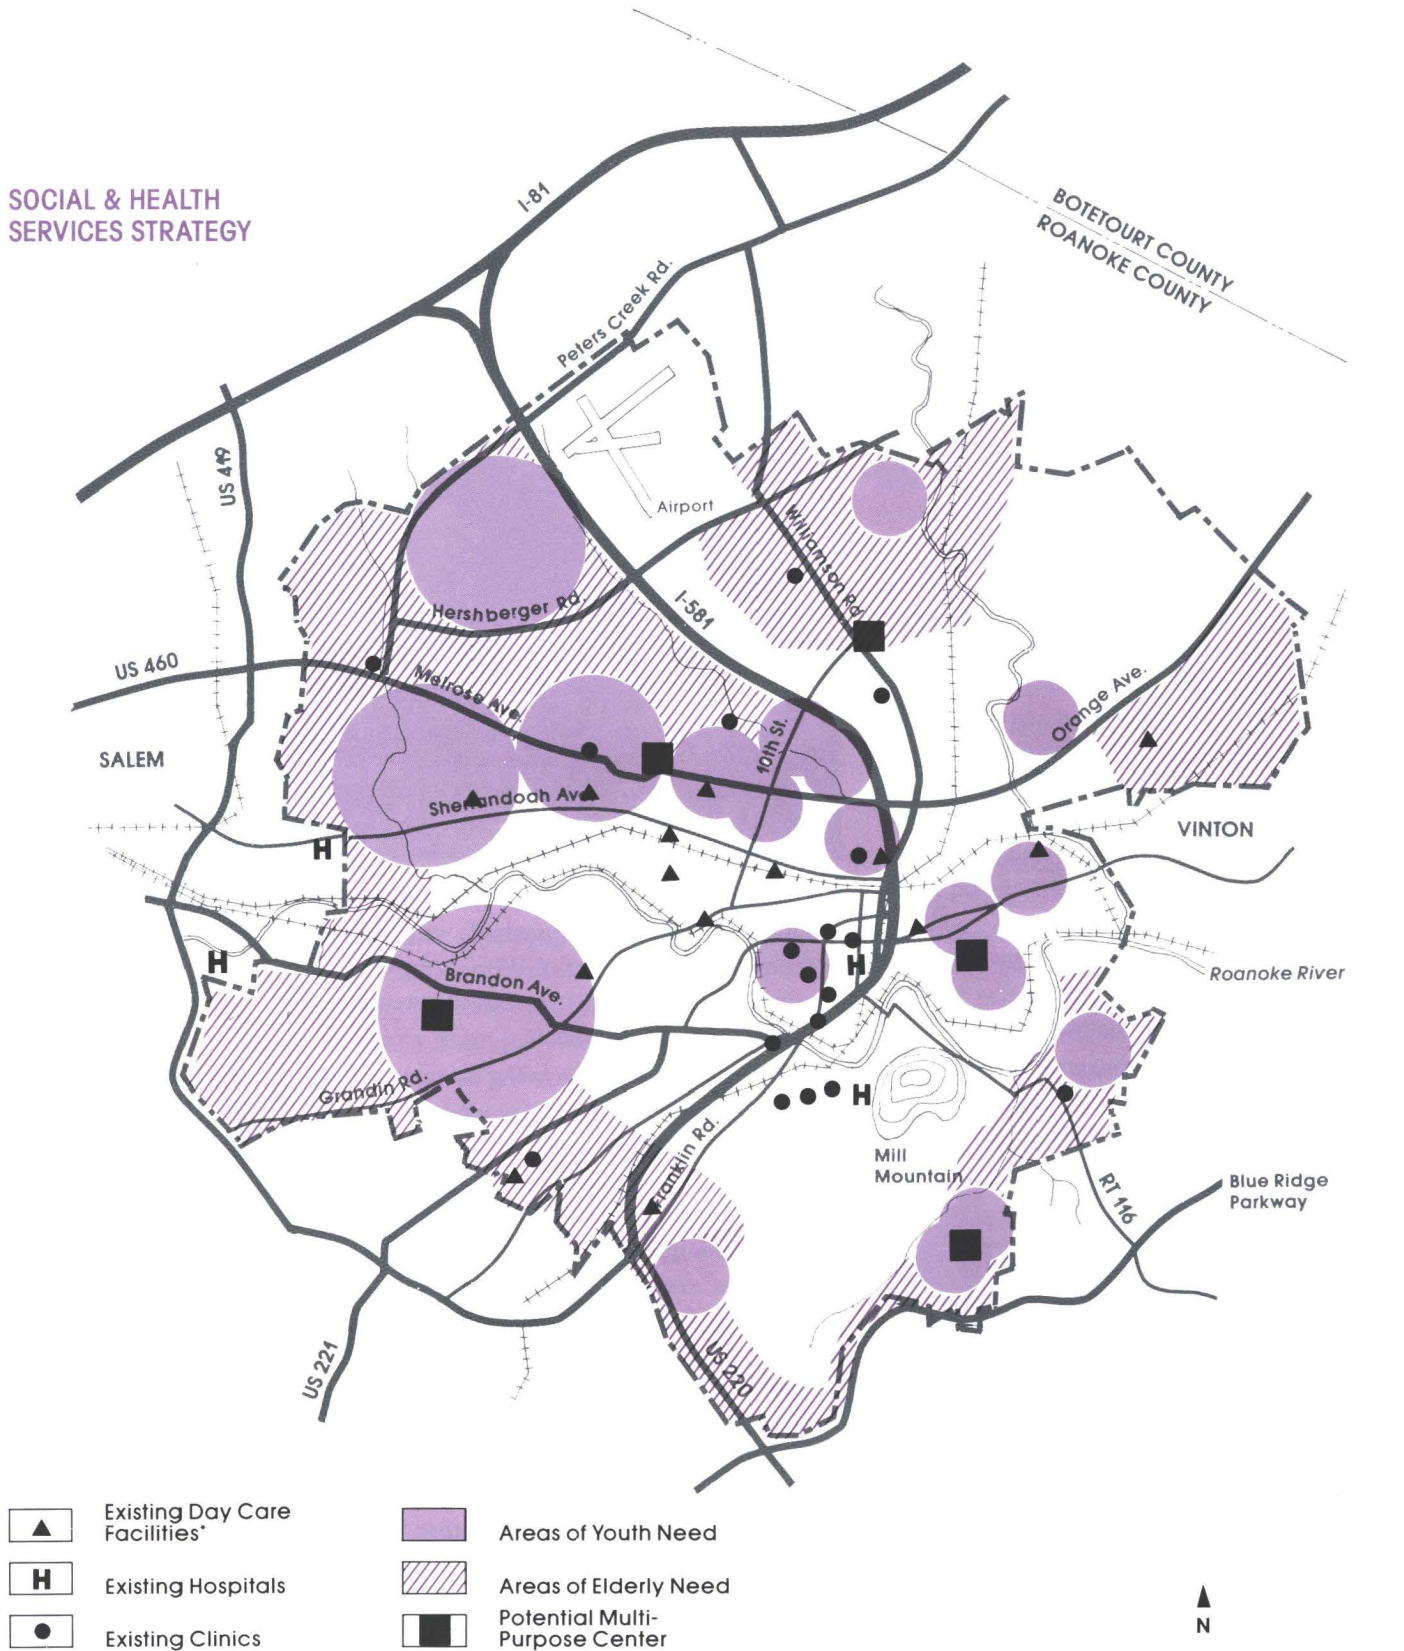 SOCIAL & HEALTH
SERVICES STRATEGY
I-81
BOTETOURT COUNTY
ROANOKE COUNTY
Peters Creek Rd.
US 419
Airport
Williamson Rd.
Hershberger Rd.
I-581
US 460
Melrose Ave.
Orange Ave.
10th St.
SALEM
Shenandoah Ave.
VINTON
H
H
H
Brandon Ave.
Roanoke River
Grandin Rd.
H
Franklin Rd.
Mill
Mountain
RT 116
Blue Ridge
Parkway
US 221
US 220
Existing Day Care
Facilities*
Areas of Youth Need
H
Existing Hospitals
Areas of Elderly Need
Existing Clinics
Potential Multi-
Purpose Center
N